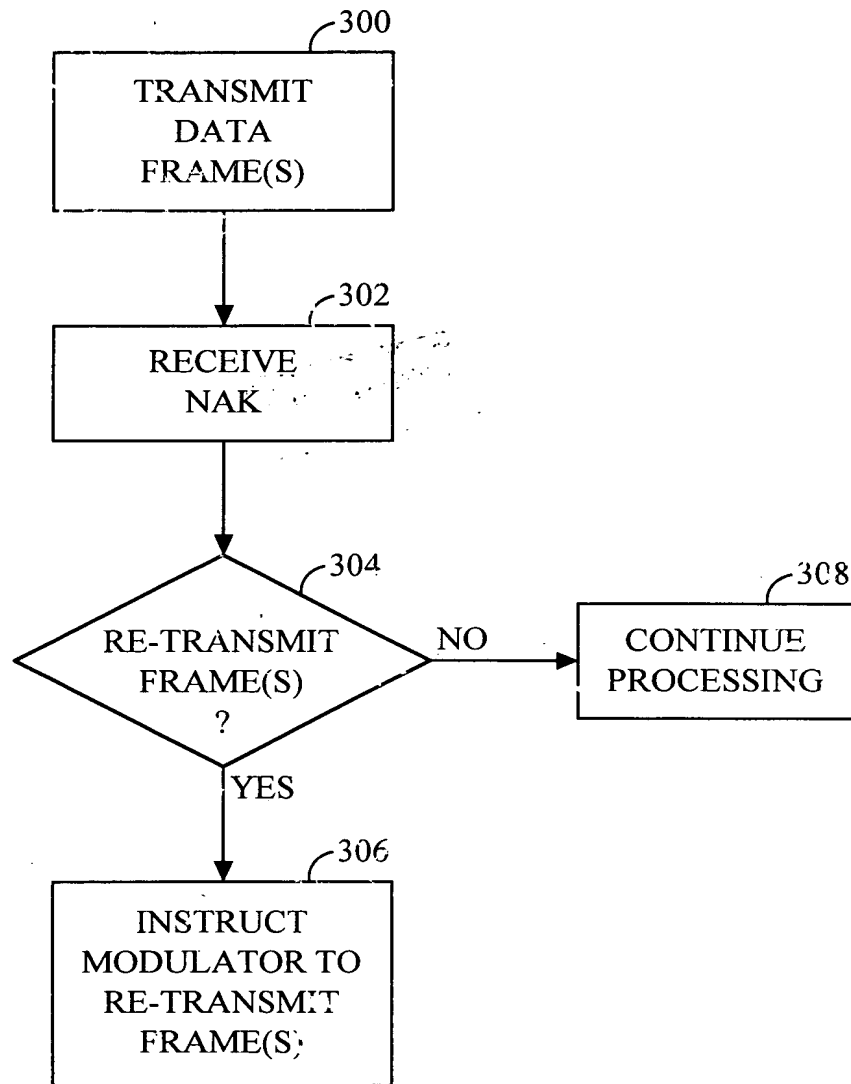 300
TRANSMIT
DATA
FRAME(S)
302
RECEIVE
NAK
304
RE-TRANSMIT
FRAME(S)
?
NO
308
CONTINUE
PROCESSING
YES
306
INSTRUCT
MODULATOR TO
RE-TRANSMIT
FRAME(S)